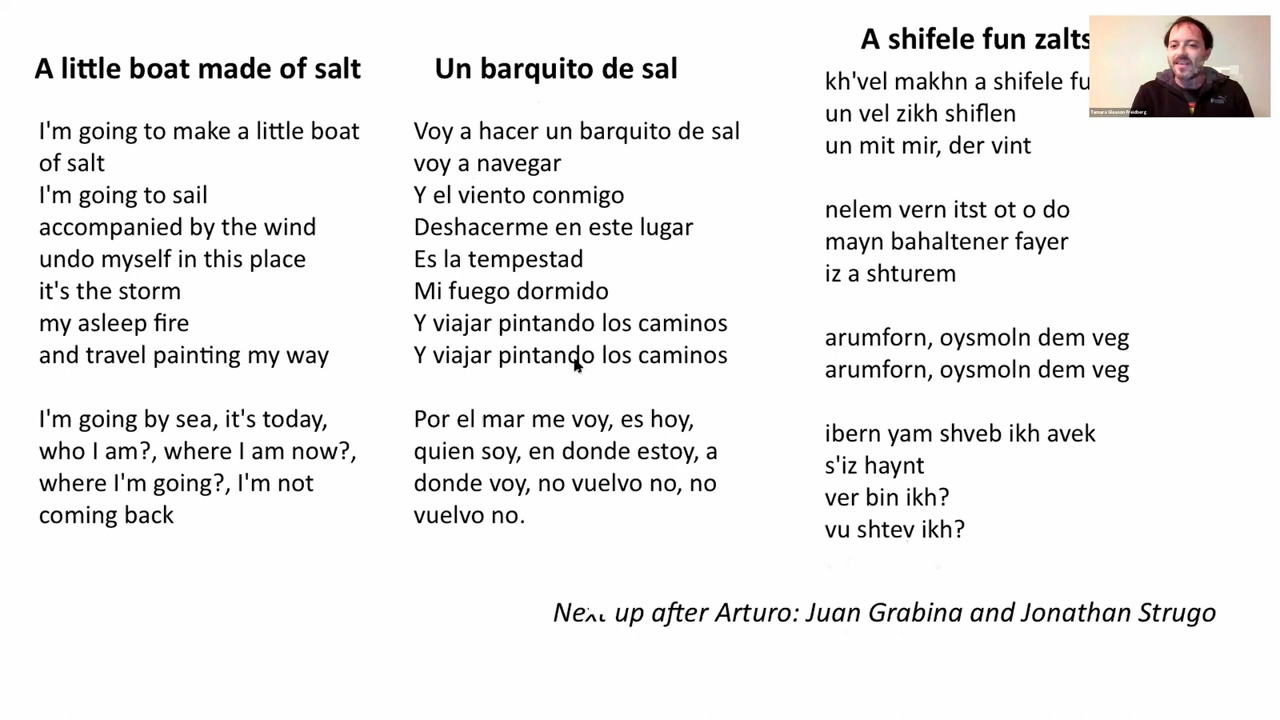 A little boat made of salt
I'm going to make a little boat
of salt
I'm going to sail
accompanied by the wind
undo myself in this place
it's the storm
my asleep fire
and travel painting my way
I'm going by sea, it's today,
who I am?, where I am now?,
where I'm going?, I'm not
coming back
Un barquito de sal
Voy a hacer un barquito de sal
voy a navegar
Y el viento conmigo
Deshacerme en este lugar
Es la tempestad
Mi fuego dormido
Y viajar pintando los caminos
Y viajar pintando los caminos
Por el mar me voy, es hoy,
quien soy, en donde estoy, a
donde voy, no vuelvo no, no
vuelvo no.
A shifele fun zalts
kh'vel makhn a shifele
un vel zikh shiflen
un mit mir, der vint
nelem vern itst ot o do
mayn bahaltener fayer
iz a shturem
arumforn, oysmoln dem veg
arumforn, oysmoln dem veg
ibern yam shveb ikh avek
s'iz haynt
ver bin ikh?
vu shtev ikh?
Next up after Arturo: Juan Grabina and Jonathan Strugo
Tamara Gleason Freidberg